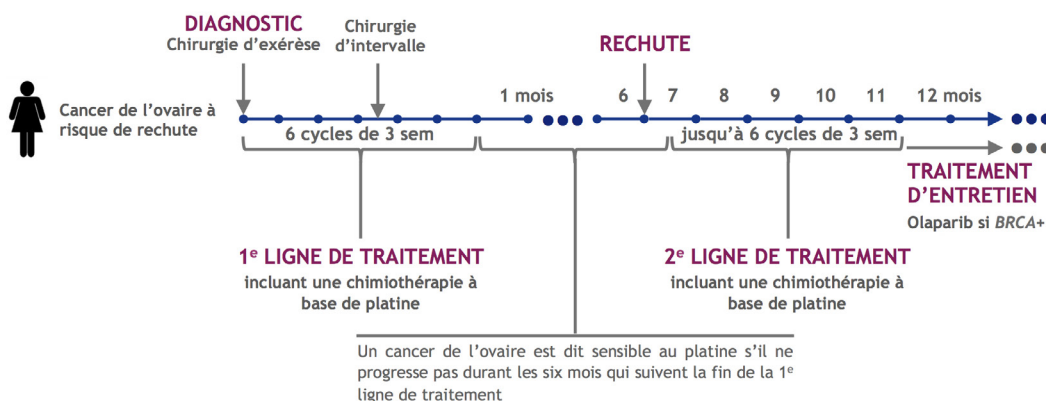 DIAGNOSTIC
Chirurgie d'exérèse
Chirurgie
d'intervalle
RECHUTE
Cancer de l'ovaire à
risque de rechute
1 mois
6
7
8
9
10
11
12 mois
6 cycles de 3 sem
jusqu'à 6 cycles de 3 sem
TRAITEMENT
D'ENTRETIEN
Olaparib si BRCA+
1e LIGNE DE TRAITEMENT
incluant une chimiothérapie à
base de platine
2e LIGNE DE TRAITEMENT
incluant une chimiothérapie à
base de platine
Un cancer de l'ovaire est dit sensible au platine s'il ne
progresse pas durant les six mois qui suivent la fin de la 1e
ligne de traitement